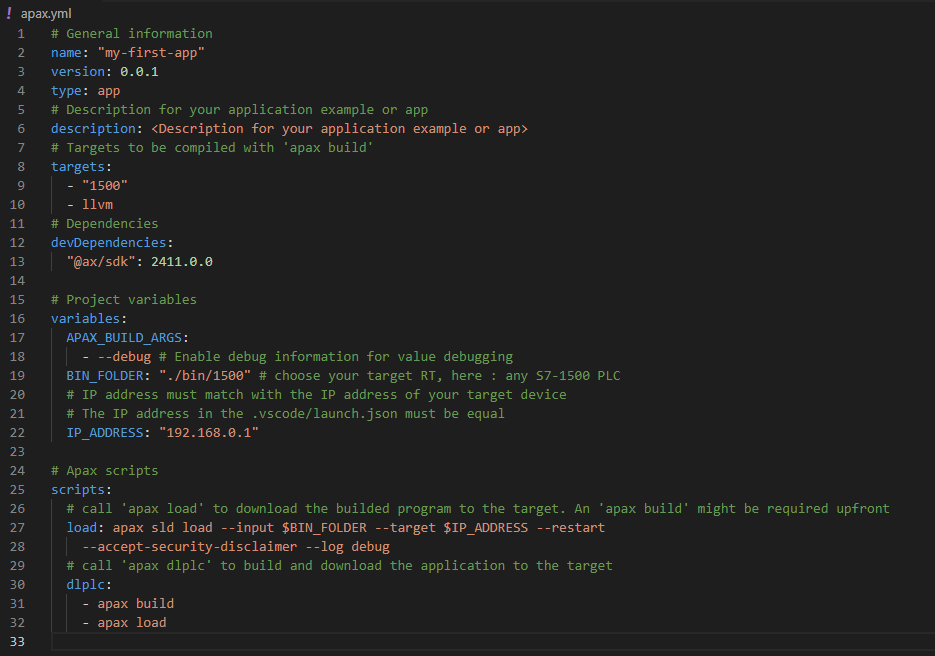 ! apax.yml
1 # General information
2 name: "my-first-app"
3 version: 0.0.1
4 type: app
5 # Description for your application example or app
6 description: <Description for your application example or app>
7 # Targets to be compiled with 'apax build'
8 targets:
9   - "1500"
10   - llvm
11 # Dependencies
12 devDependencies:
13   "@ax/sdk": 2411.0.0
14
15 # Project variables
16 variables:
17   APAX_BUILD_ARGS:
18     - --debug # Enable debug information for value debugging
19   BIN_FOLDER: "./bin/1500" # choose your target RT, here : any S7-1500 PLC
20   # IP address must match with the IP address of your target device
21   # The IP address in the .vscode/launch.json must be equal
22   IP_ADDRESS: "192.168.0.1"
23
24 # Apax scripts
25 scripts:
26   # call 'apax load' to download the builded program to the target. An 'apax build' might be required upfront
27   load: apax sld load --input $BIN_FOLDER --target $IP_ADDRESS --restart
28     --accept-security-disclaimer --log debug
29   # call 'apax dlplc' to build and download the application to the target
30   dlplc:
31     - apax build
32     - apax load
33